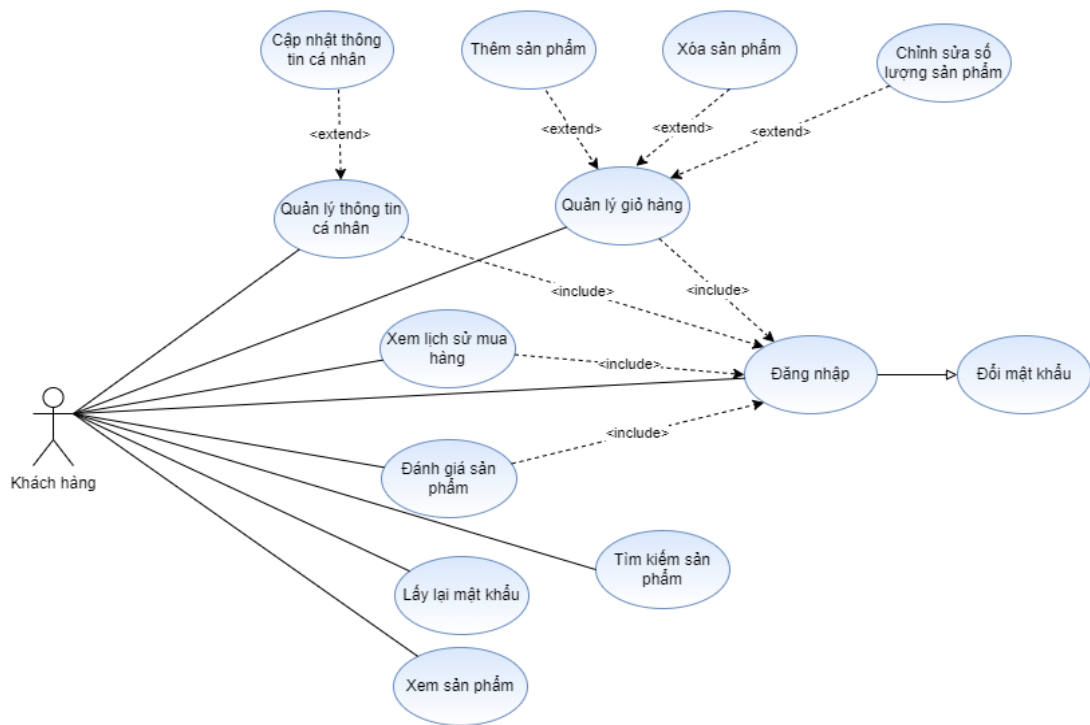 Cập nhật thông
tin cá nhân
Thêm sản phẩm
Xóa sản phẩm
Chỉnh sửa số
lượng sản phẩm
<extend>
<extend>
<extend>
<extend>
Quản lý thông tin
cá nhân
Quản lý giỏ hàng
<include>
<include>
Xem lịch sử mua
hàng
<include>
Đăng nhập
Đổi mật khẩu
<include>
Khách hàng
Đánh giá sản
phẩm
Tìm kiếm sản
phẩm
Lấy lại mật khẩu
Xem sản phẩm